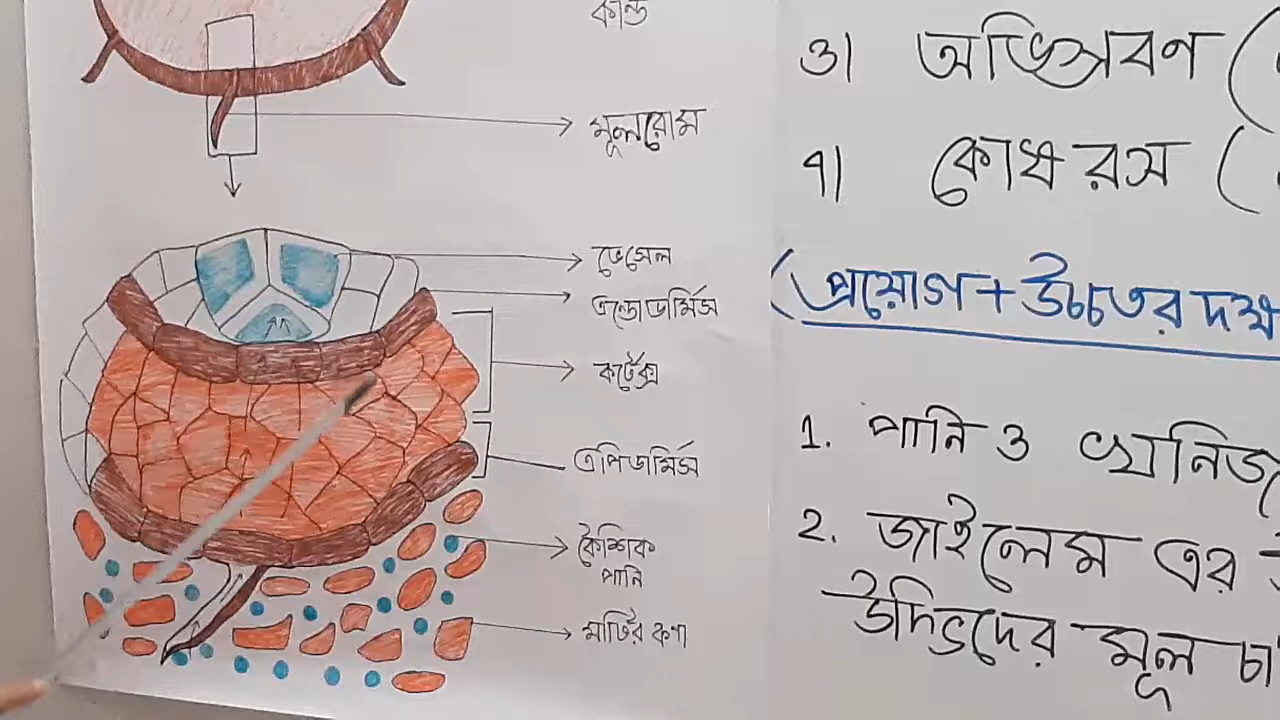 কান্ড
মূলরোম
ভেসেল
এন্ডোডার্মিস
কর্টেক্স
এপিডার্মিস
কৈশিক
পানি
মাটির কণা
৩। অভিস্রবণ (
৭। কোষ রস (
(প্রয়োগ + উচ্চতর দক্ষ
1. পানি ও খনিজ
2. জাইলেম এর
উদ্ভিদের মূল চা